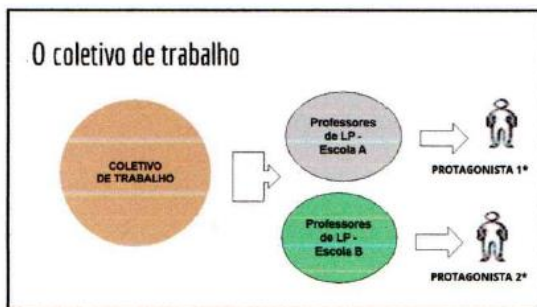 O coletivo de trabalho
COLETIVO
DE TRABALHO
Professores
de LP -
Escola A
PROTAGONISTA 1*
Professores
de LP -
Escola B
PROTAGONISTA 2*